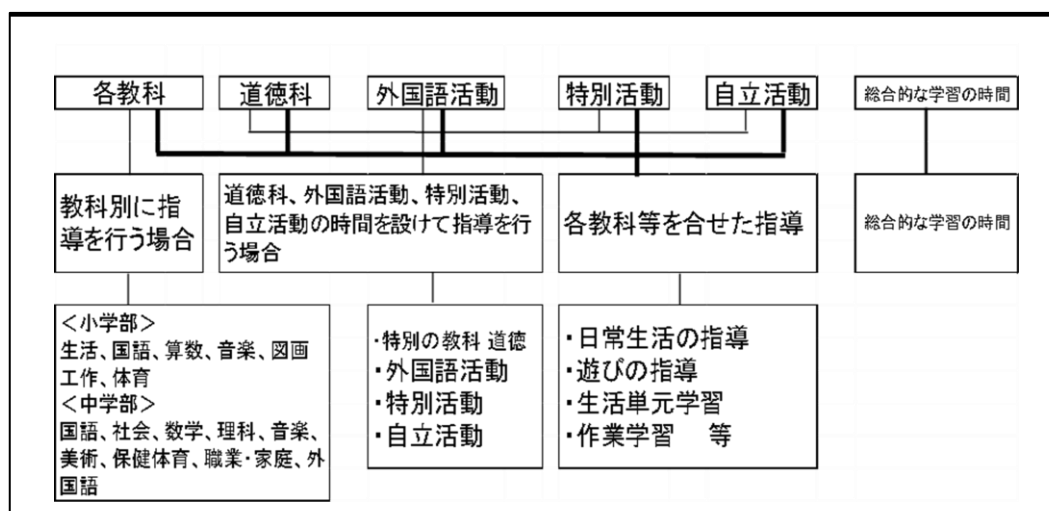 各教科
道徳科
外国語活動
特別活動
自立活動
総合的な学習の時間
教科別に指
導を行う場合
道徳科、外国語活動、特別活動、
自立活動の時間を設けて指導を行
う場合
各教科等を合せた指導
総合的な学習の時間
＜小学部＞
生活、国語、算数、音楽、図画
工作、体育
＜中学部＞
国語、社会、数学、理科、音楽、
美術、保健体育、職業・家庭、外
国語
・特別の教科 道徳
・外国語活動
・特別活動
・自立活動
・日常生活の指導
・遊びの指導
・生活単元学習
・作業学習　等